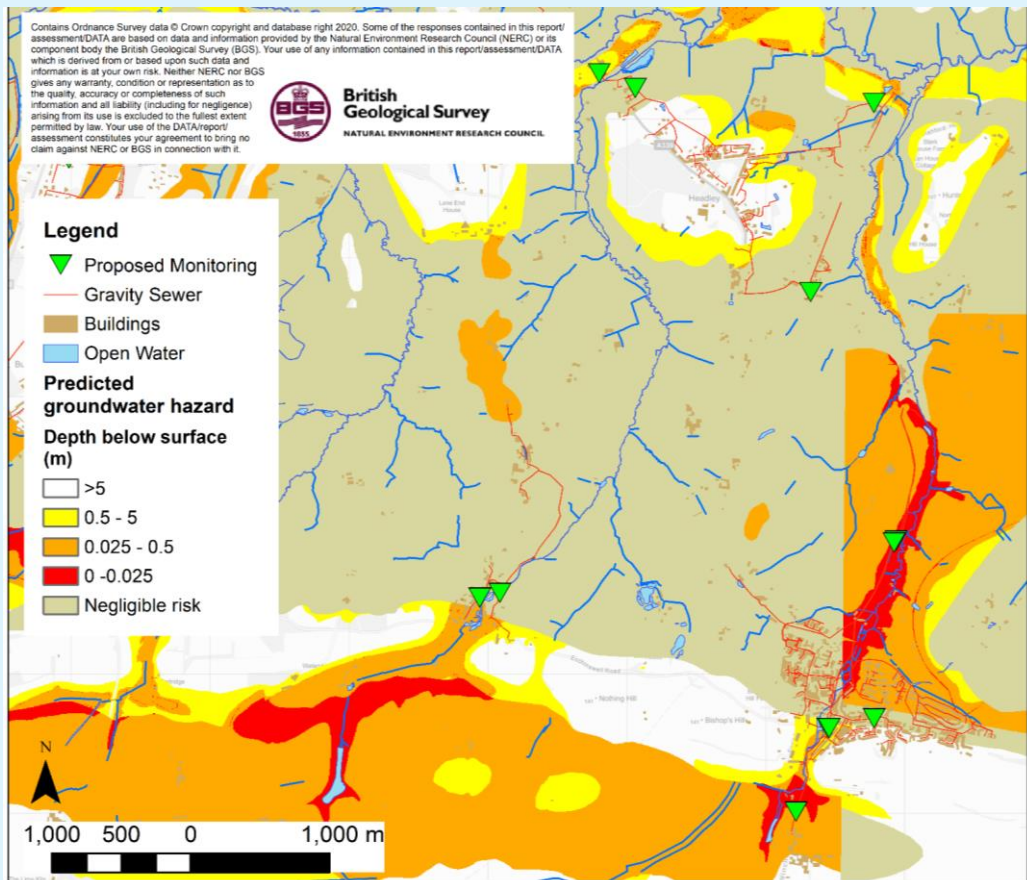 Contains Ordnance Survey data © Crown copyright and database right 2020. Some of the responses contained in this report/
assessment/DATA are based on data and information provided by the Natural Environment Research Council (NERC) or its
component body the British Geological Survey (BGS). Your use of any information contained in this report/assessment/DATA
which is derived from or based upon such data and
information is at your own risk. Neither NERC nor BGS
gives any warranty, condition or representation as to
the quality, accuracy or completeness of such
information and all liability (including for negligence)
arising from its use is excluded to the fullest extent
permitted by law. Your use of the DATA/report/
assessment constitutes your agreement to bring no
claim against NERC or BGS in connection with it.
BGS
1835
British
Geological Survey
NATURAL ENVIRONMENT RESEARCH COUNCIL
Headley
Lone End
House
Legend
Proposed Monitoring
Gravity Sewer
Buildings
Open Water
Predicted
groundwater hazard
Depth below surface
(m)
>5
0.5 - 5
0.025 - 0.5
0 -0.025
Negligible risk
Nothing Hill
Bishop's Hill
N
1,000 500 0 1,000 m